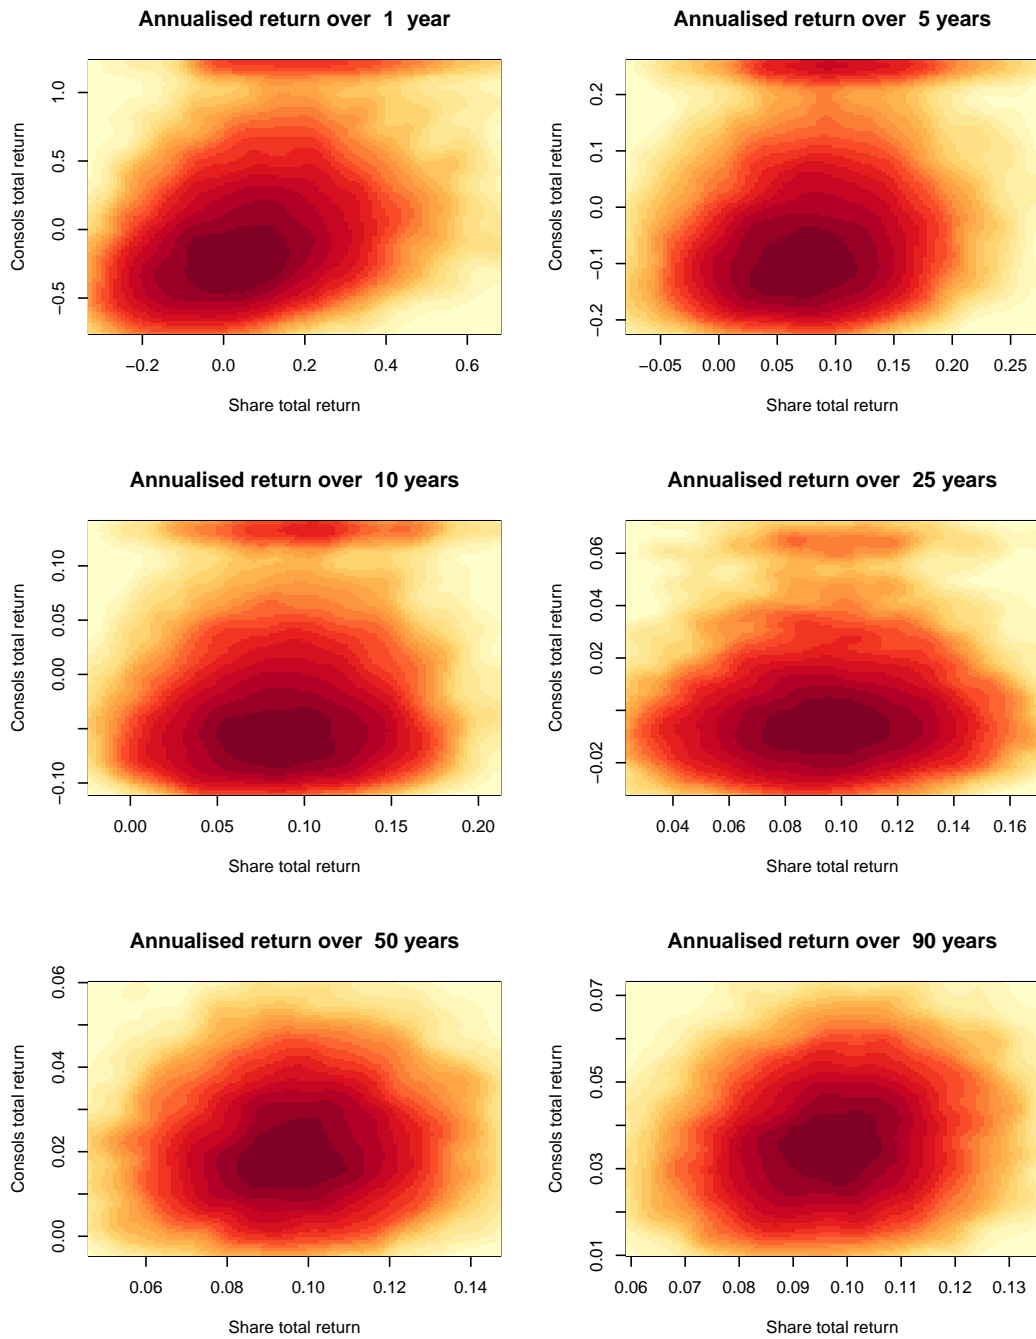 Annualised return over 1 year
Consols total return
1.0
0.5
0.0
−0.5
−0.2 0.0 0.2 0.4 0.6
Share total return
Annualised return over 5 years
Consols total return
0.2
0.1
0.0
−0.1
−0.2
−0.05 0.00 0.05 0.10 0.15 0.20 0.25
Share total return
Annualised return over 10 years
Consols total return
0.10
0.05
0.00
−0.10
0.00 0.05 0.10 0.15 0.20
Share total return
Annualised return over 25 years
Consols total return
0.06
0.04
0.02
−0.02
0.04 0.06 0.08 0.10 0.12 0.14 0.16
Share total return
Annualised return over 50 years
Consols total return
0.06
0.04
0.02
0.00
0.06 0.08 0.10 0.12 0.14
Share total return
Annualised return over 90 years
Consols total return
0.07
0.05
0.03
0.01
0.06 0.07 0.08 0.09 0.10 0.11 0.12 0.13
Share total return